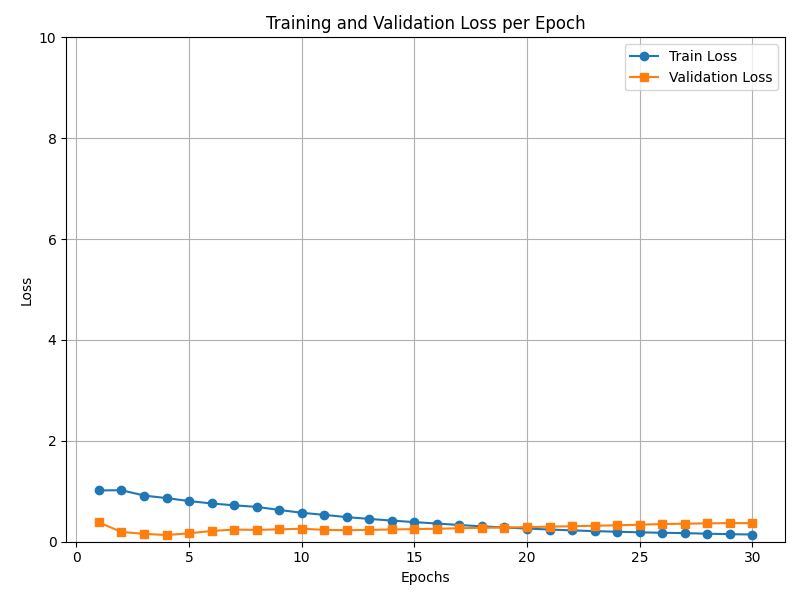 Training and Validation Loss per Epoch
10
8
6
4
2
0
Loss
Train Loss
Validation Loss
0 5 10 15 20 25 30
Epochs